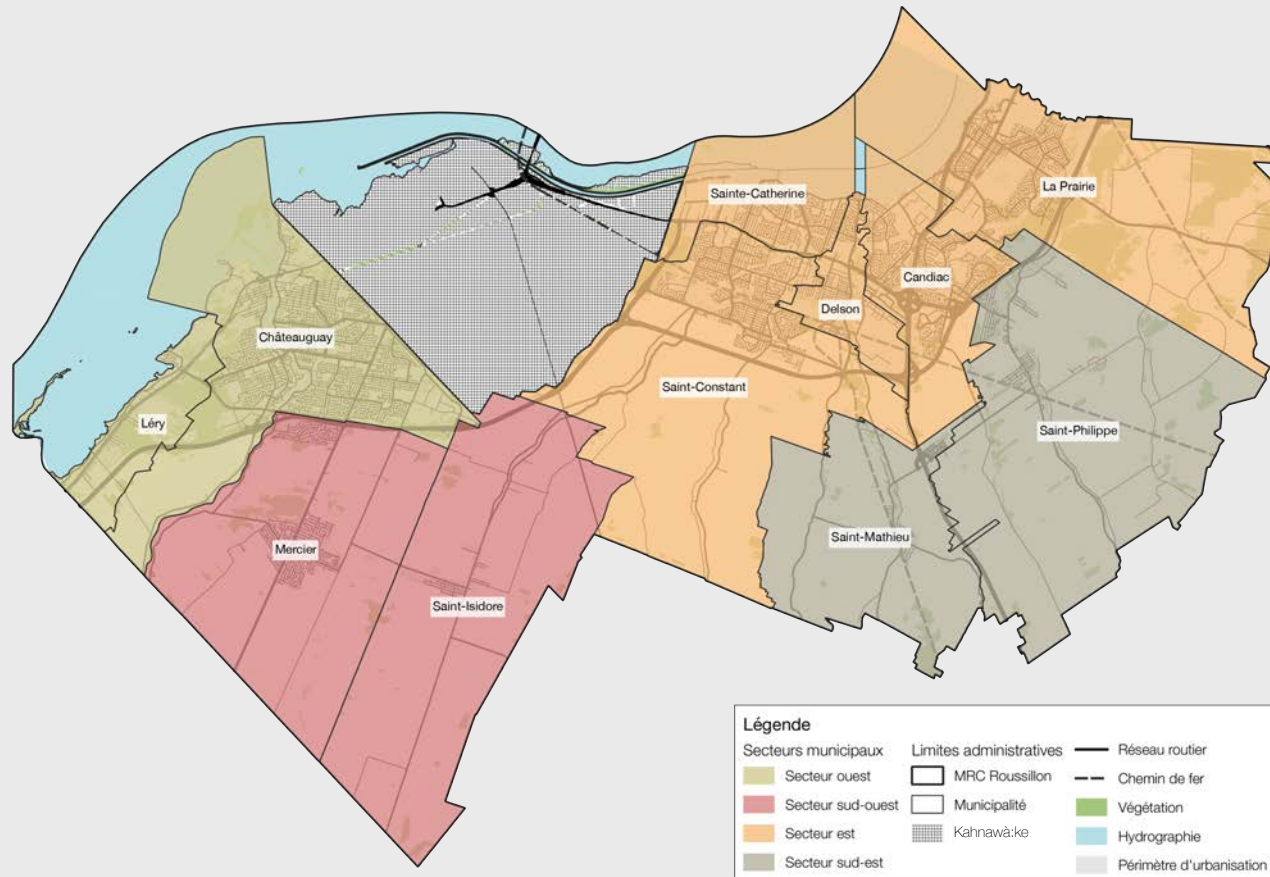 Sainte-Catherine
La Prairie
Candiac
Delson
Châteauguay
Saint-Constant
Léry
Saint-Philippe
Saint-Mathieu
Mercier
Saint-Isidore
Légende
Secteurs municipaux
Secteur ouest
Secteur sud-ouest
Secteur est
Secteur sud-est
Limites administratives
MRC Roussillon
Municipalité
Kahnawà:ke
Réseau routier
Chemin de fer
Végétation
Hydrographie
Périmètre d'urbanisation